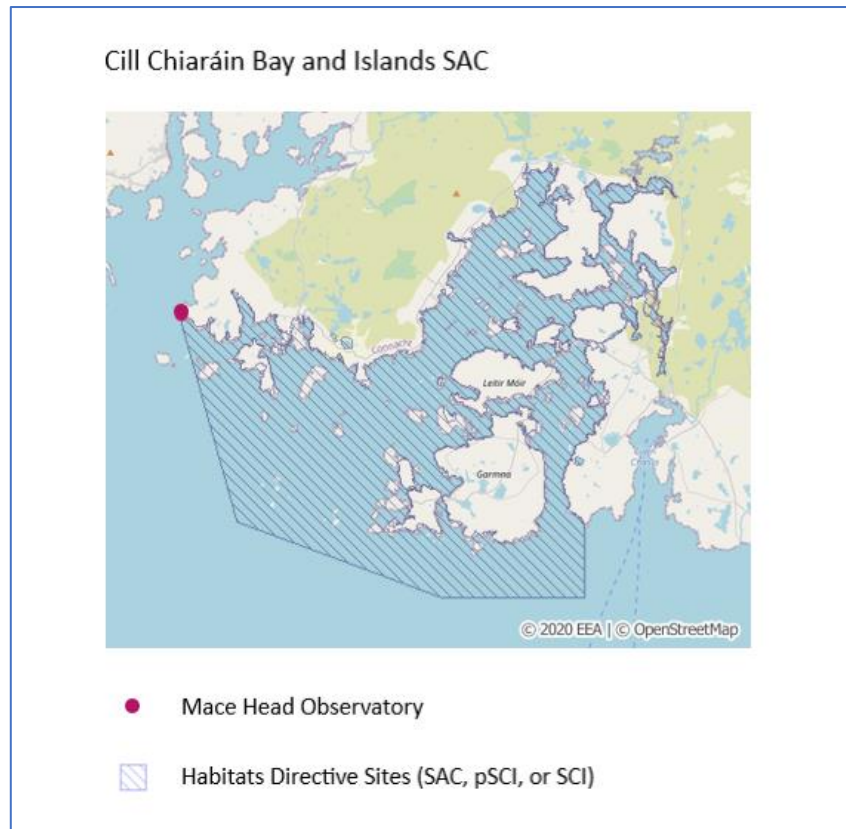 Cill Chiaráin Bay and Islands SAC
Connacht
Leitir Móir
Garmna
© 2020 EEA | © OpenStreetMap
Mace Head Observatory
Habitats Directive Sites (SAC, pSCI, or SCI)